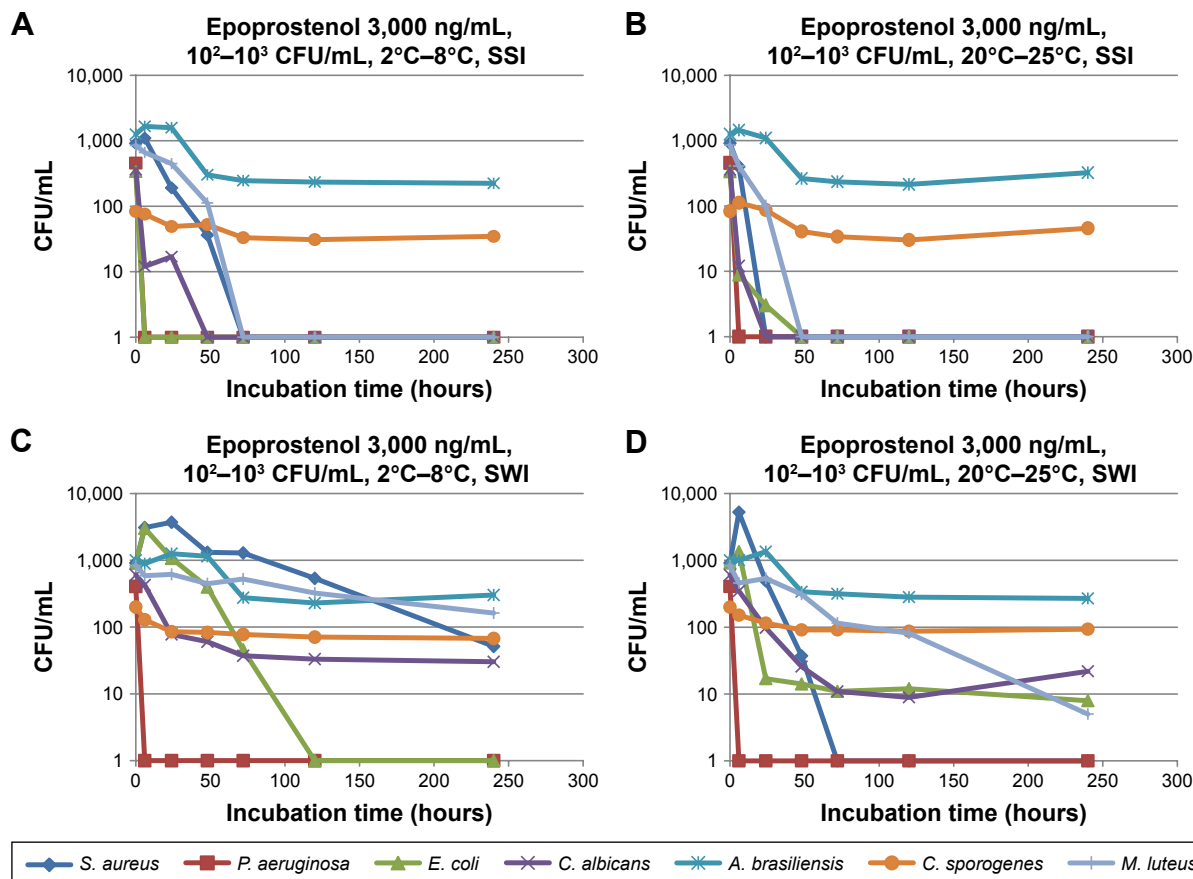 A
Epoprostenol 3,000 ng/mL,
10²–10³ CFU/mL, 2°C–8°C, SSI
10,000
1,000
100
10
1
CFU/mL
0 50 100 150 200 250 300
Incubation time (hours)
B
Epoprostenol 3,000 ng/mL,
10²–10³ CFU/mL, 20°C–25°C, SSI
10,000
1,000
100
10
1
CFU/mL
0 50 100 150 200 250 300
Incubation time (hours)
C
Epoprostenol 3,000 ng/mL,
10²–10³ CFU/mL, 2°C–8°C, SWI
10,000
1,000
100
10
1
CFU/mL
0 50 100 150 200 250 300
Incubation time (hours)
D
Epoprostenol 3,000 ng/mL,
10²–10³ CFU/mL, 20°C–25°C, SWI
10,000
1,000
100
10
1
CFU/mL
0 50 100 150 200 250 300
Incubation time (hours)
S. aureus P. aeruginosa E. coli C. albicans A. brasiliensis C. sporogenes M. luteus